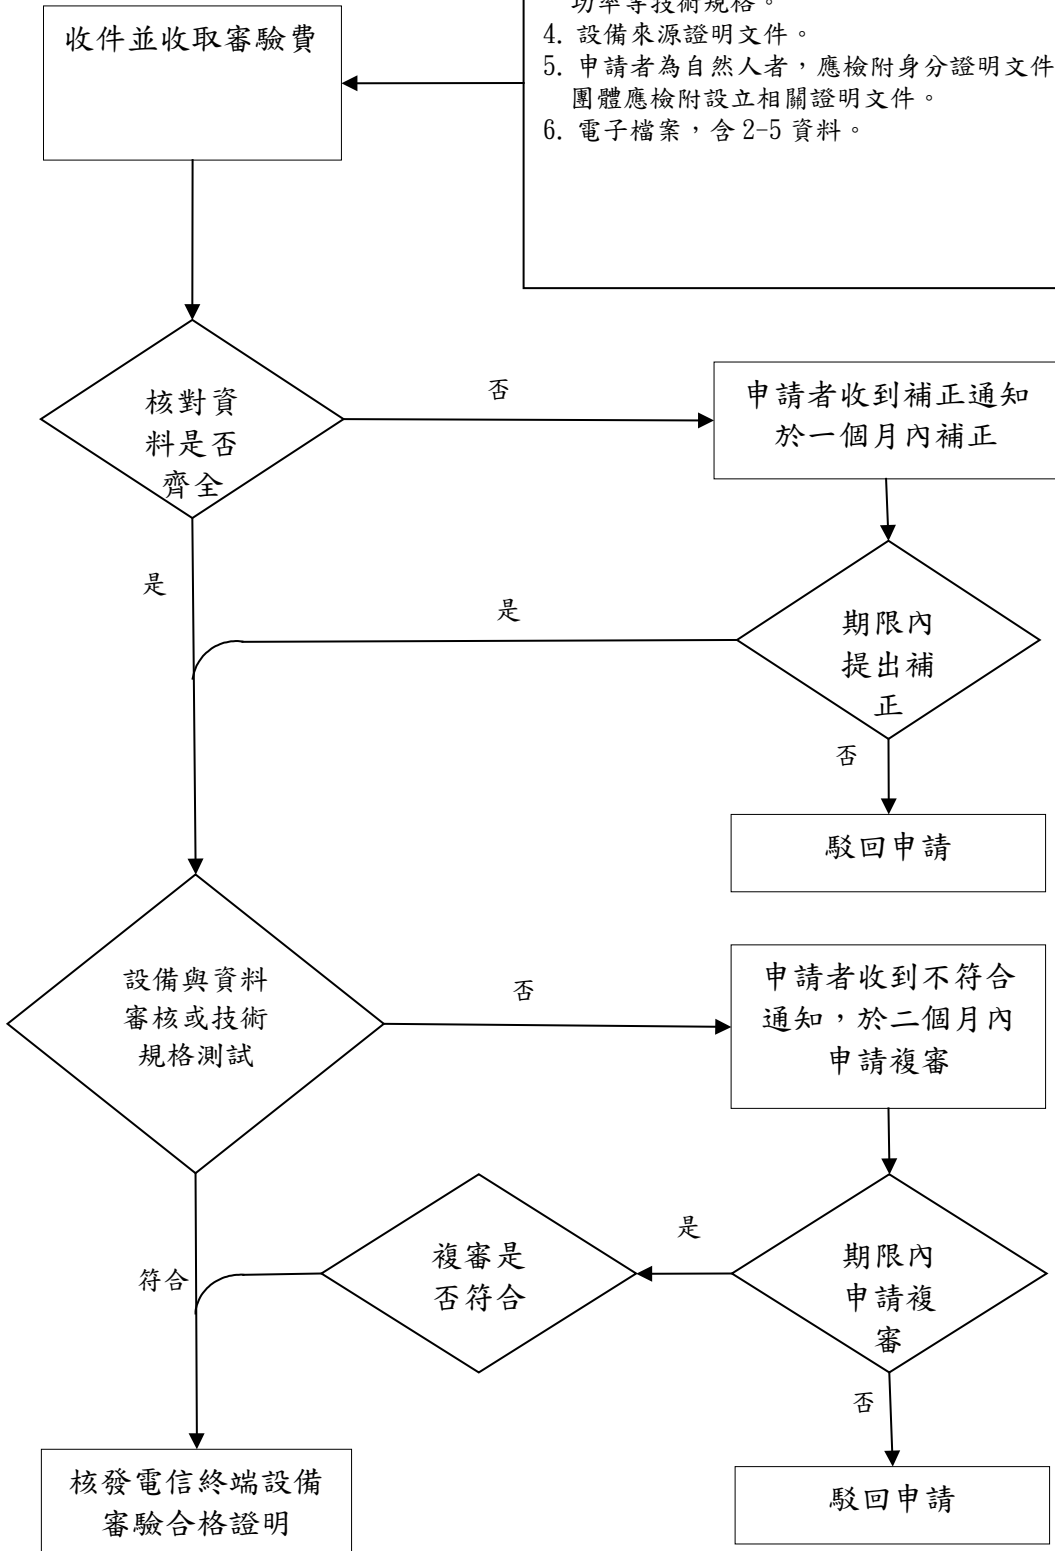 功率等技術規格。
收件並收取審驗費
4. 設備來源證明文件。
5. 申請者為自然人者，應檢附身分證明文件
團體應檢附設立相關證明文件。
6. 電子檔案，含 2-5 資料。
核對資
料是否
齊全
否
申請者收到補正通知
於一個月內補正
是
是
期限內
提出補
正
否
駁回申請
設備與資料
審核或技術
規格測試
否
申請者收到不符合
通知，於二個月內
申請複審
符合
複審是
否符合
是
期限內
申請複
審
否
核發電信終端設備
審驗合格證明
駁回申請